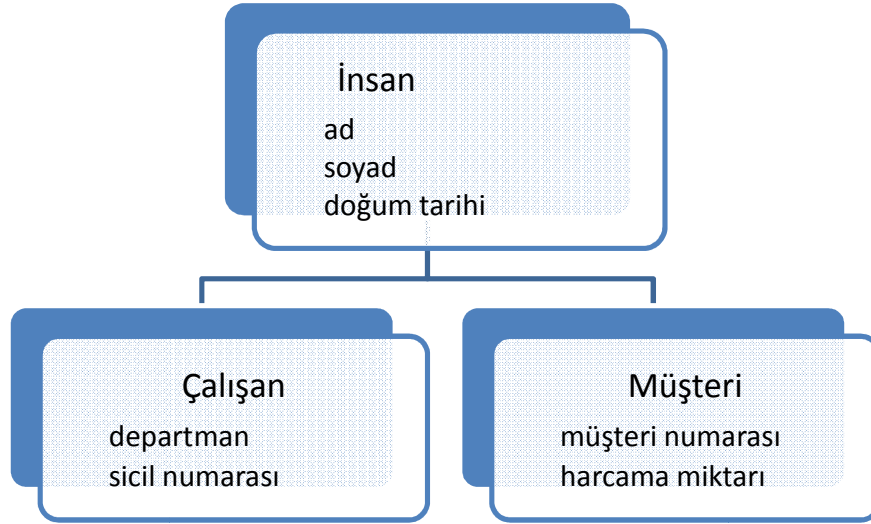 İnsan
ad
soyad
doğum tarihi
Çalışan
departman
sicil numarası
Müşteri
müşteri numarası
harcama miktarı